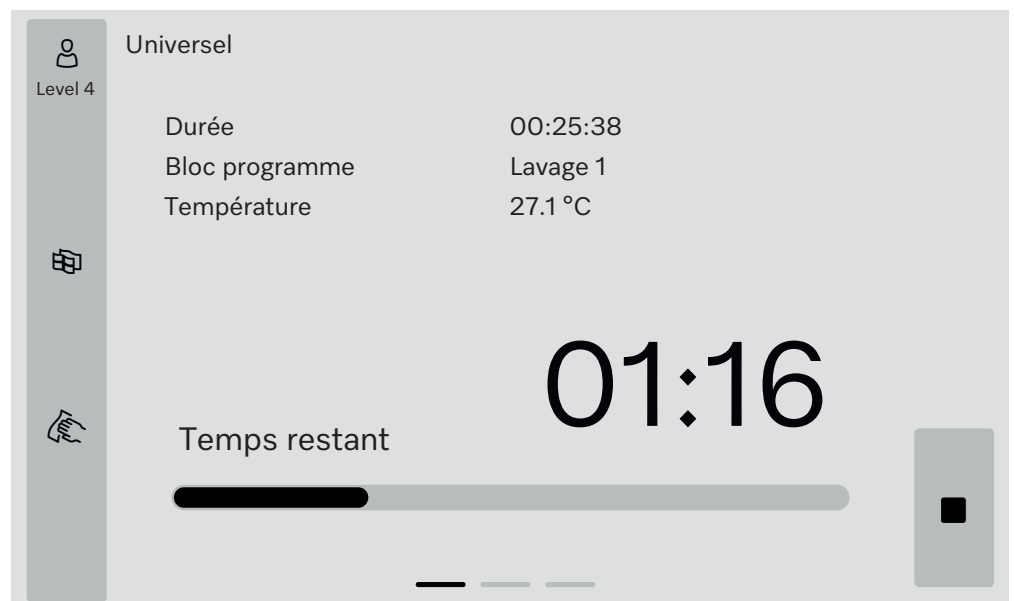 Universel
Level 4
Durée 00:25:38
Bloc programme Lavage 1
Température 27.1 °C
01:16
Temps restant